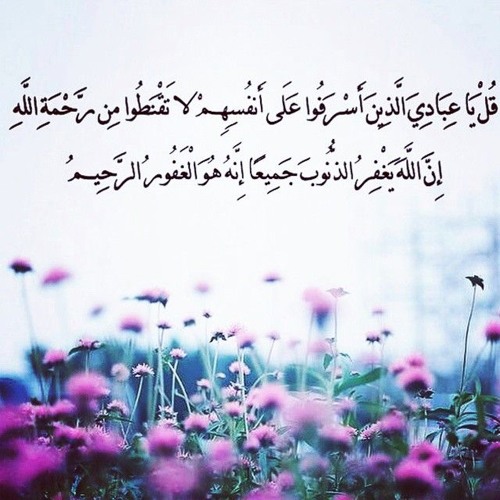 قُلْ يَا عِبَادِيَ الَّذِينَ أَسْرَفُوا عَلَى أَنفُسِهِمْ لَا تَقْنَطُوا مِن رَّحْمَةِ اللَّهِ
إِنَّ اللَّهَ يَغْفِرُ الذُّنُوبَ جَمِيعًا إِنَّهُ هُوَ الْغَفُورُ الرَّحِيمُ